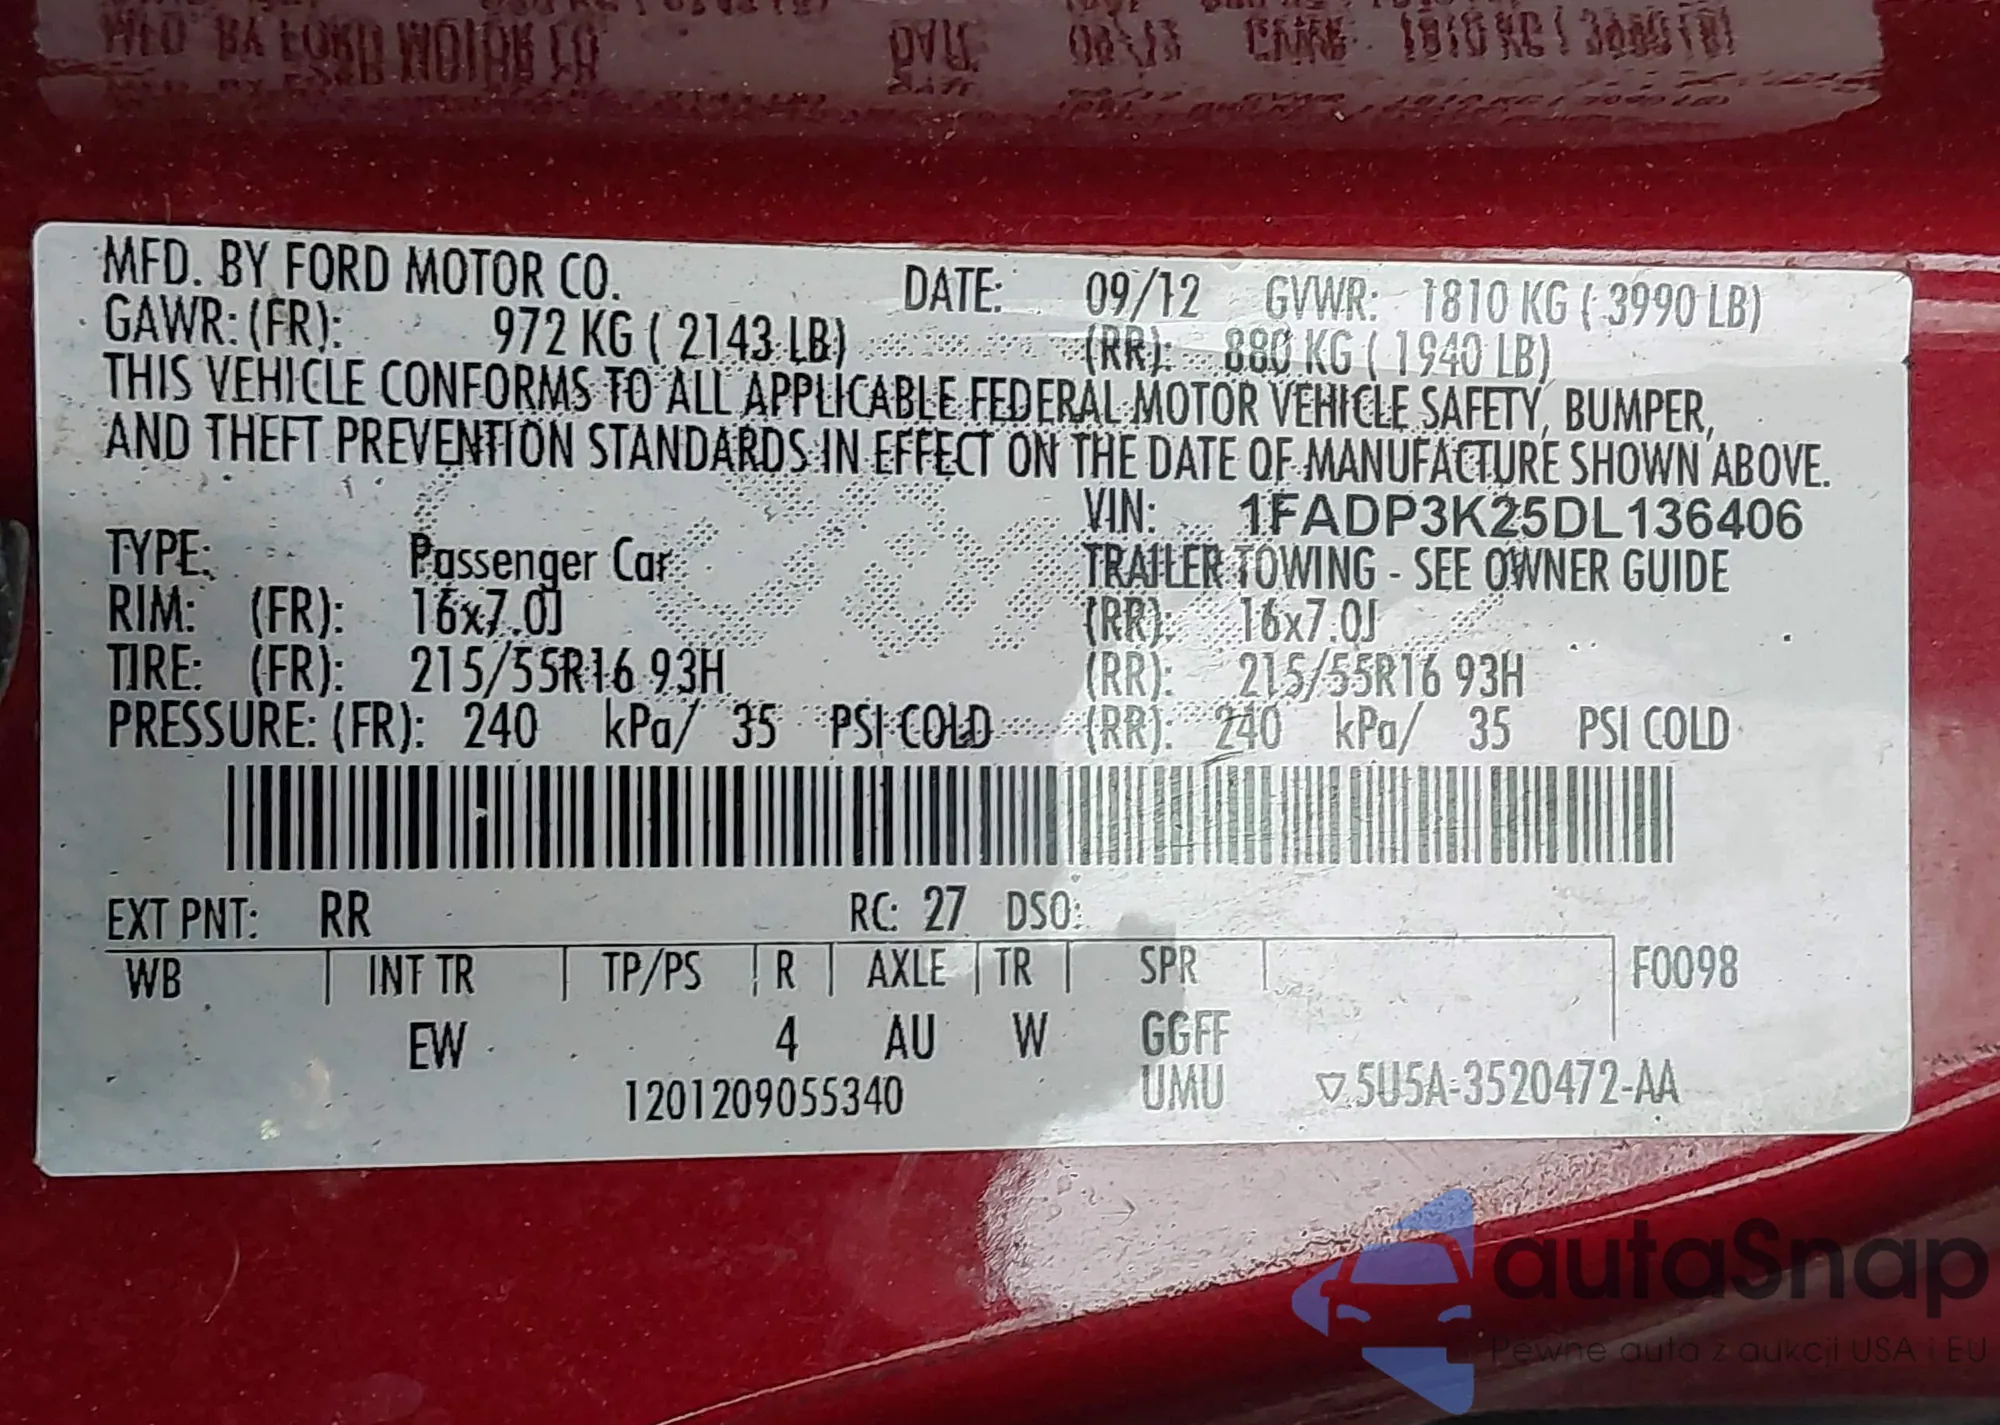 MFD. BY FORD MOTOR CO. DATE: 09/12 GVWR: 1810 KG ( 3990 LB)
GAWR: (FR): 972 KG ( 2143 LB) (RR): 880 KG ( 1940 LB)
THIS VEHICLE CONFORMS TO ALL APPLICABLE FEDERAL MOTOR VEHICLE SAFETY, BUMPER,
AND THEFT PREVENTION STANDARDS IN EFFECT ON THE DATE OF MANUFACTURE SHOWN ABOVE.
VIN: 1FADP3K25DL136406
TYPE: Passenger Car TRAILER TOWING - SEE OWNER GUIDE
RIM: (FR): 16x7.0J (RR): 16x7.0J
TIRE: (FR): 215/55R16 93H (RR): 215/55R16 93H
PRESSURE: (FR): 240 kPa/ 35 PSI COLD (RR): 240 kPa/ 35 PSI COLD
EXT PNT: RR RC: 27 DSO:
WB INT TR TP/PS R AXLE TR SPR F0098
EW 4 AU W GGFF
1201209055340 UMU ▽5U5A-3520472-AA
autaSnap
Pewne auta z aukcji USA i EU